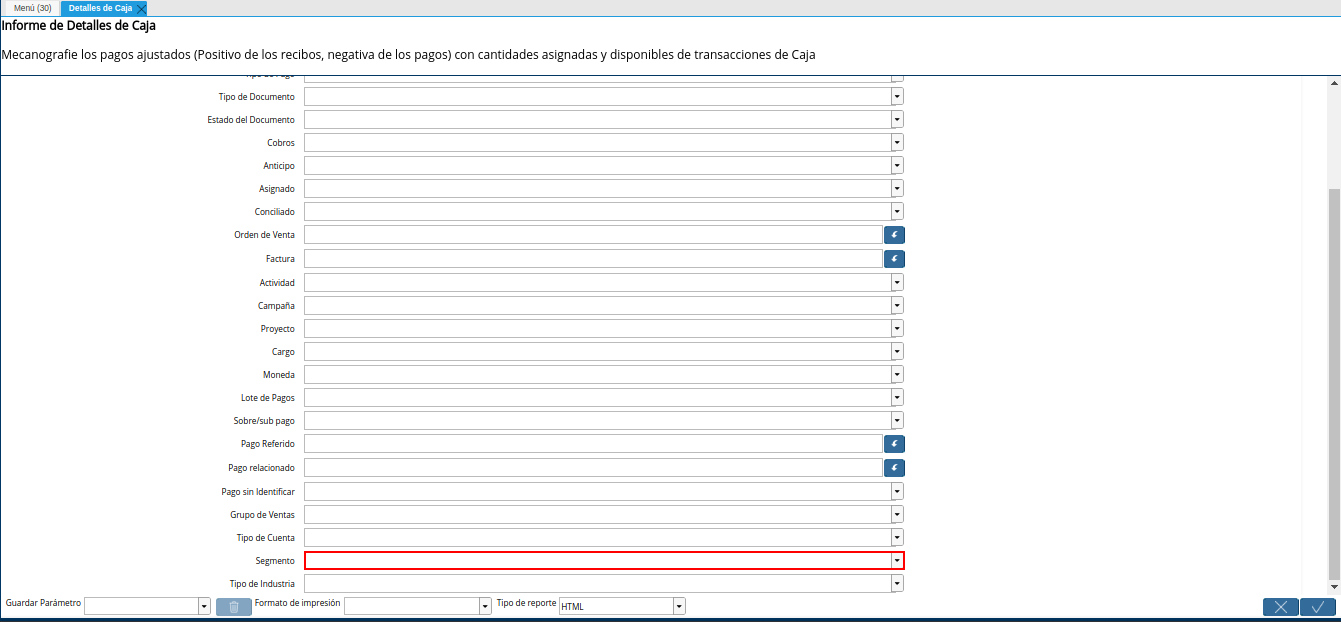 Menú (30) Detalles de Caja
Informe de Detalles de Caja
Mecanografie los pagos ajustados (Positivo de los recibos, negativa de los pagos) con cantidades asignadas y disponibles de transacciones de Caja
Tipo de Documento
Estado del Documento
Cobros
Anticipo
Asignado
Conciliado
Orden de Venta
Factura
Actividad
Campaña
Proyecto
Cargo
Moneda
Lote de Pagos
Sobre/sub pago
Pago Referido
Pago relacionado
Pago sin Identificar
Grupo de Ventas
Tipo de Cuenta
Segmento
Tipo de Industria
Guardar Parámetro Formato de impresión Tipo de reporte HTML